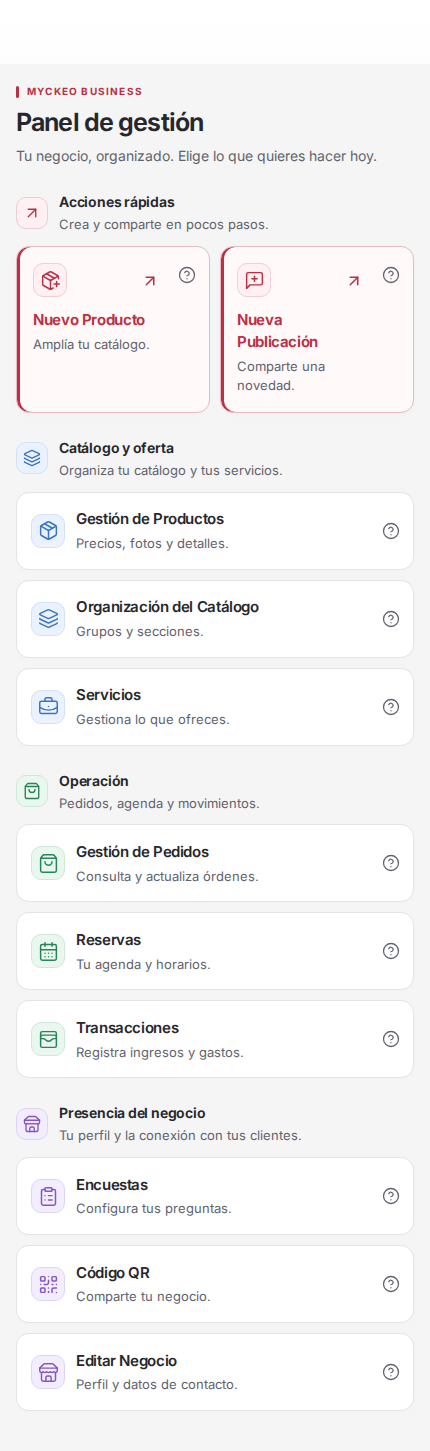 MYCKEO BUSINESS
Panel de gestión
Tu negocio, organizado. Elige lo que quieres hacer hoy.
Acciones rápidas
Crea y comparte en pocos pasos.
Nuevo Producto
Amplía tu catálogo.
Nueva
Publicación
Comparte una
novedad.
Catálogo y oferta
Organiza tu catálogo y tus servicios.
Gestión de Productos
Precios, fotos y detalles.
Organización del Catálogo
Grupos y secciones.
Servicios
Gestiona lo que ofreces.
Operación
Pedidos, agenda y movimientos.
Gestión de Pedidos
Consulta y actualiza órdenes.
Reservas
Tu agenda y horarios.
Transacciones
Registra ingresos y gastos.
Presencia del negocio
Tu perfil y la conexión con tus clientes.
Encuestas
Configura tus preguntas.
Código QR
Comparte tu negocio.
Editar Negocio
Perfil y datos de contacto.